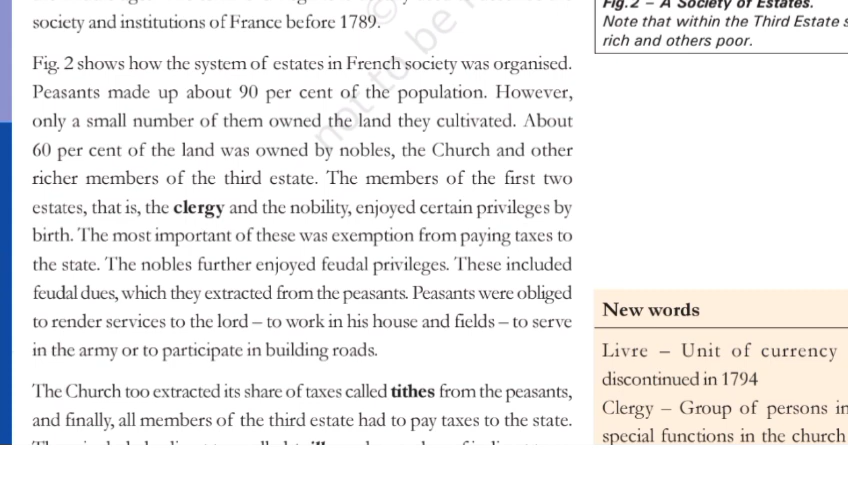 society and institutions of France before 1789.
Fig. 2 shows how the system of estates in French society was organised.
Peasants made up about 90 per cent of the population. However,
only a small number of them owned the land they cultivated. About
60 per cent of the land was owned by nobles, the Church and other
richer members of the third estate. The members of the first two
estates, that is, the clergy and the nobility, enjoyed certain privileges by
birth. The most important of these was exemption from paying taxes to
the state. The nobles further enjoyed feudal privileges. These included
feudal dues, which they extracted from the peasants. Peasants were obliged
to render services to the lord – to work in his house and fields – to serve
in the army or to participate in building roads.
The Church too extracted its share of taxes called tithes from the peasants,
and finally, all members of the third estate had to pay taxes to the state.
Fig.2 – A Society of Estates.
Note that within the Third Estate s
rich and others poor.
New words
Livre – Unit of currency
discontinued in 1794
Clergy – Group of persons in
special functions in the church
© not to be r